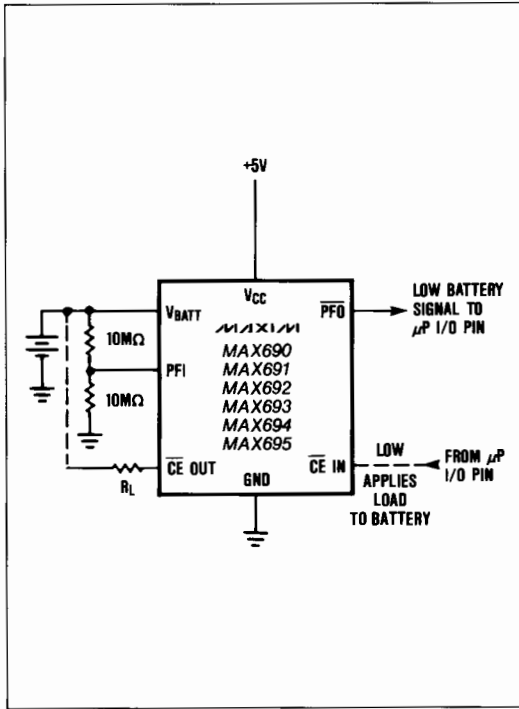 +5V
VBATT
VCC
PFO
LOW BATTERY
SIGNAL TO
μP I/O PIN
10MΩ
MAXIM
PFI
MAX690
MAX691
MAX692
MAX693
MAX694
MAX695
10MΩ
CE OUT
RL
GND
CE IN
LOW
APPLIES
LOAD
TO BATTERY
FROM μP
I/O PIN